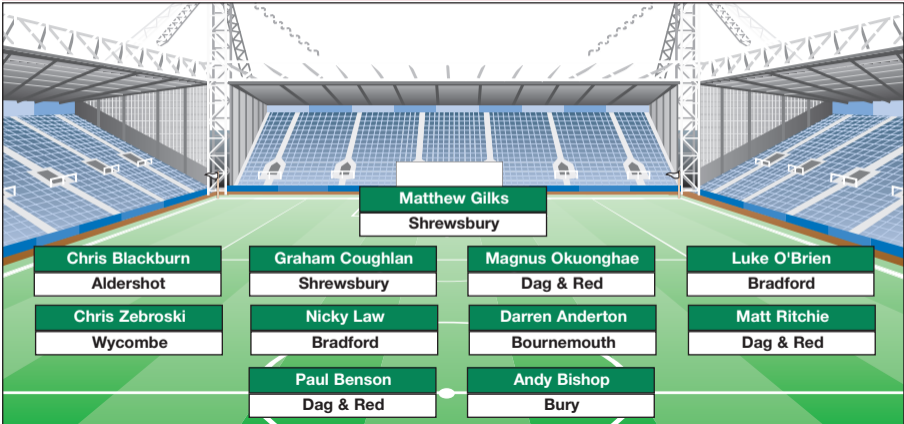 Matthew Gilks
Shrewsbury
Chris Blackburn
Aldershot
Graham Coughlan
Shrewsbury
Magnus Okuonghae
Dag & Red
Luke O'Brien
Bradford
Chris Zebroski
Wycombe
Nicky Law
Bradford
Darren Anderton
Bournemouth
Matt Ritchie
Dag & Red
Paul Benson
Dag & Red
Andy Bishop
Bury